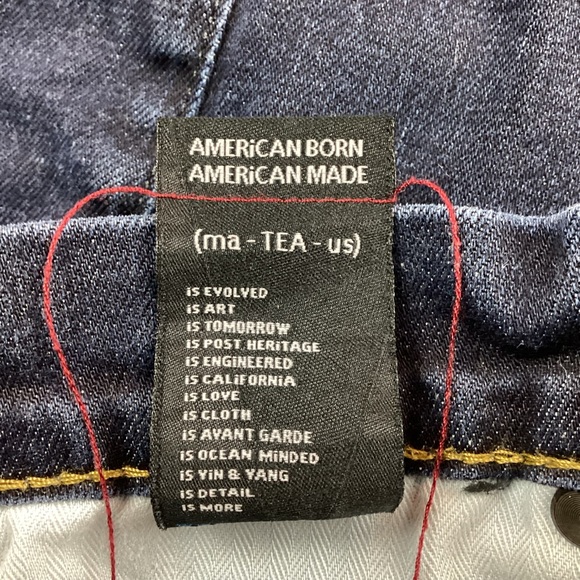 AMERiCAN BORN
AMERiCAN MADE
(ma - TEA - us)
iS EVOLVED
iS ART
iS TOMORROW
iS POST HERiTAGE
iS ENGiNEERED
iS CALiFORNiA
iS LOVE
iS CLOTH
iS AVANT GARDE
iS OCEAN MiNDED
iS YiN & YANG
iS DETAiL
iS MORE